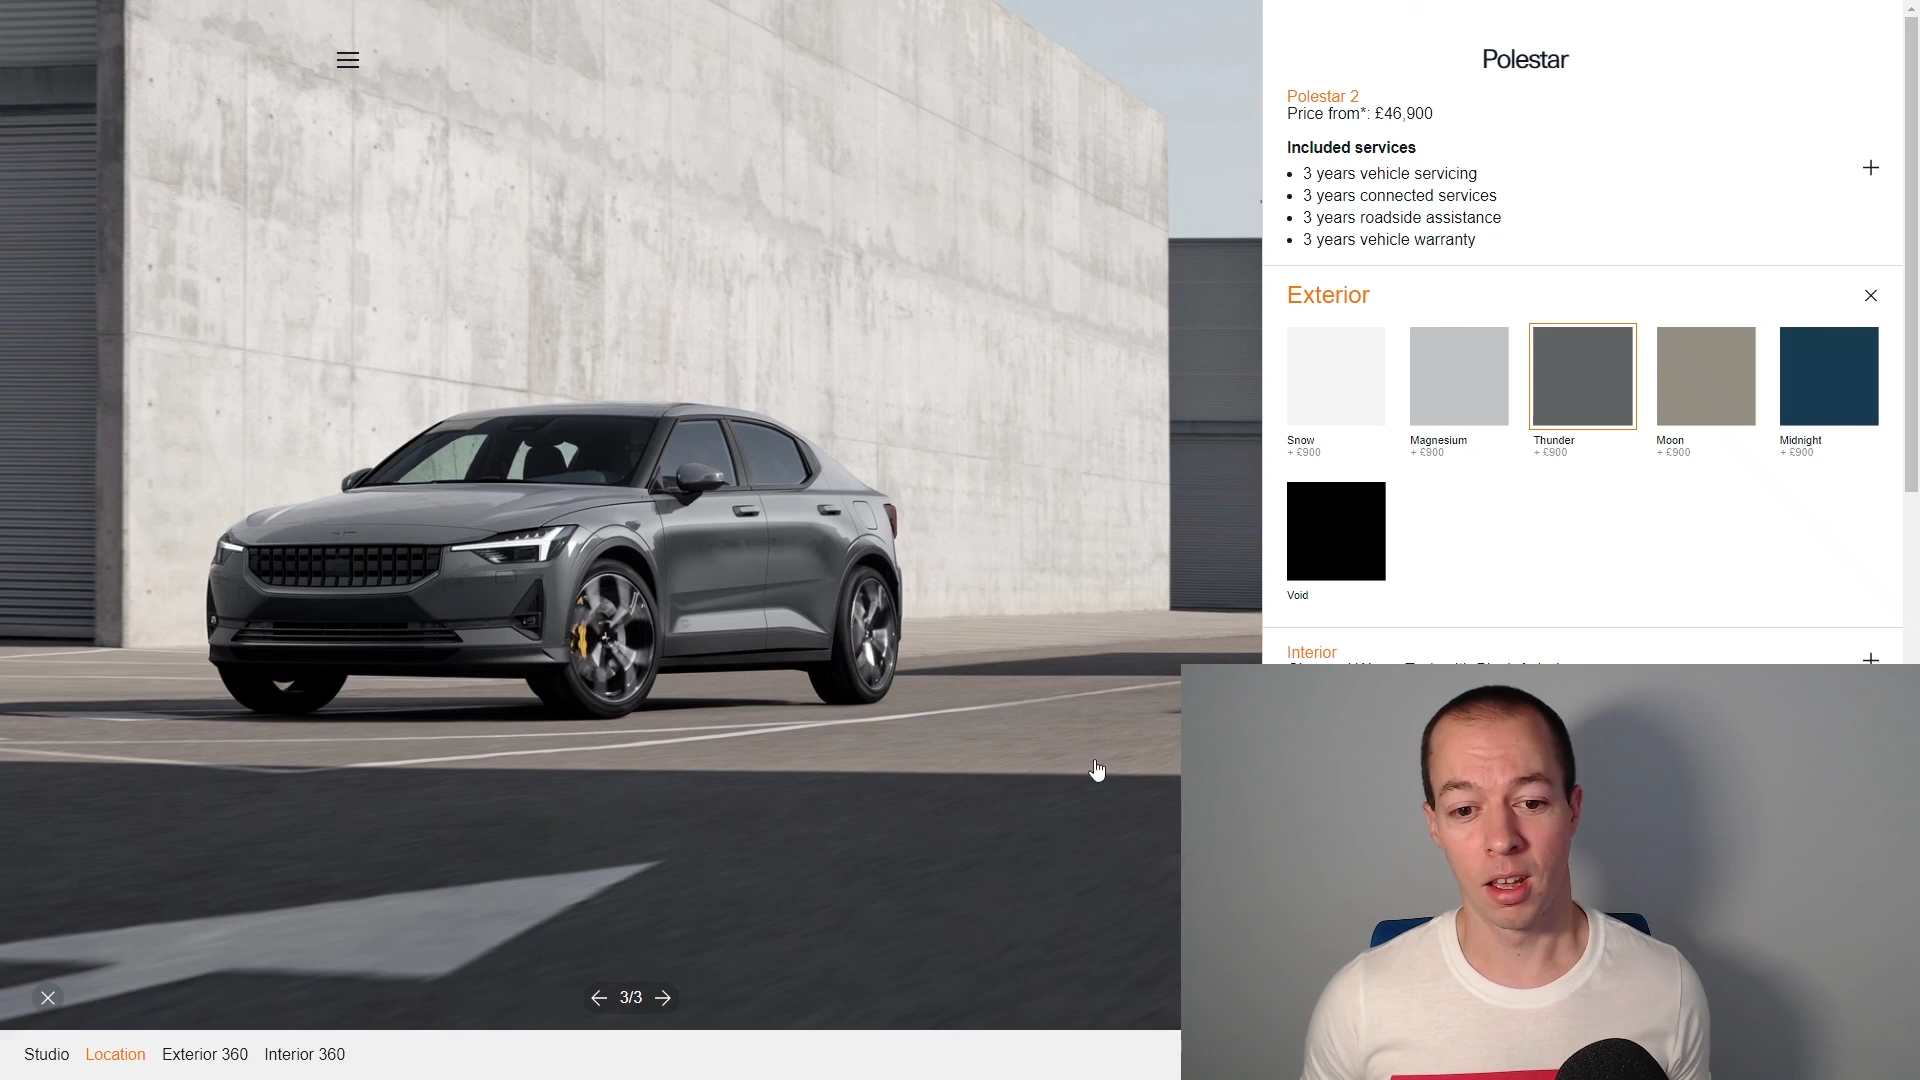 Polestar
Polestar 2
Price from*: £46,900
Included services
3 years vehicle servicing
3 years connected services
3 years roadside assistance
3 years vehicle warranty
Exterior
Snow
+ £900
Magnesium
+ £900
Thunder
+ £900
Moon
+ £900
Midnight
+ £900
Void
Interior
3/3
Studio
Location
Exterior 360
Interior 360